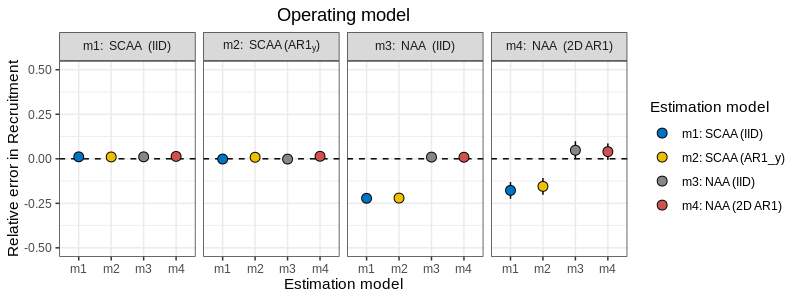 Operating model
m1: SCAA (IID)
m2: SCAA (AR1y)
m3: NAA (IID)
m4: NAA (2D AR1)
Relative error in Recruitment
0.50
0.25
0.00
-0.25
-0.50
m1 m2 m3 m4
m1 m2 m3 m4
m1 m2 m3 m4
m1 m2 m3 m4
Estimation model
Estimation model
m1: SCAA (IID)
m2: SCAA (AR1_y)
m3: NAA (IID)
m4: NAA (2D AR1)